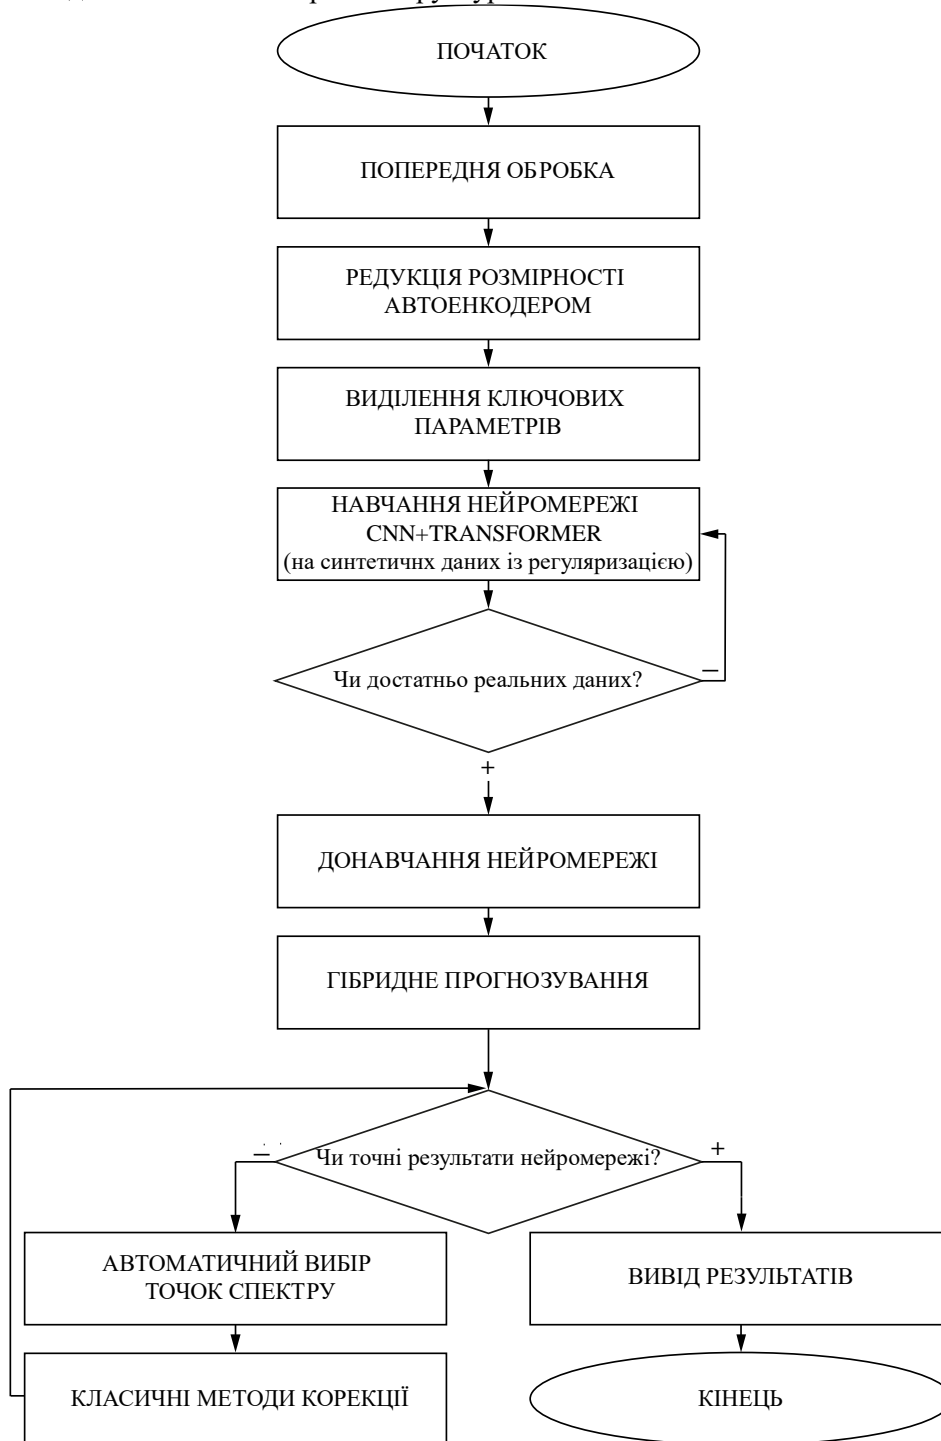 ПОЧАТОК
ПОПЕРЕДНЯ ОБРОБКА
РЕДУКЦІЯ РОЗМІРНОСТІ
АВТОЕНКОДЕРОМ
ВИДІЛЕННЯ КЛЮЧОВИХ
ПАРАМЕТРІВ
НАВЧАННЯ НЕЙРОМЕРЕЖІ
CNN+TRANSFORMER
(на синтетичнх даних із регуляризацією)
Чи достатньо реальних даних?
–
+
ДОНАВЧАННЯ НЕЙРОМЕРЕЖІ
ГІБРИДНЕ ПРОГНОЗУВАННЯ
Чи точні результати нейромережі?
–
+
АВТОМАТИЧНИЙ ВИБІР
ТОЧОК СПЕКТРУ
ВИВІД РЕЗУЛЬТАТІВ
КЛАСИЧНІ МЕТОДИ КОРЕКЦІЇ
КІНЕЦЬ